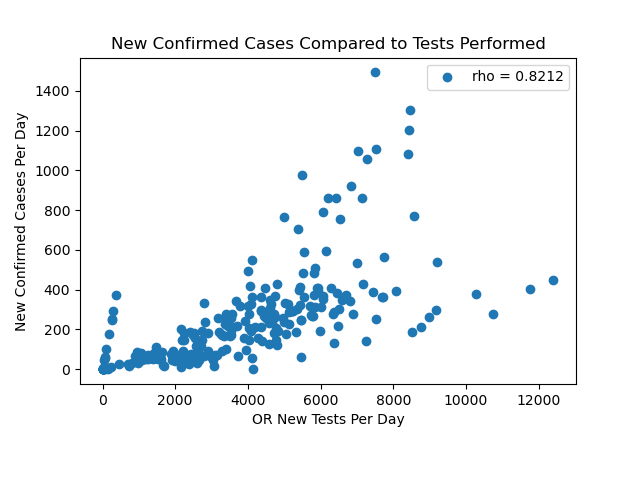 New Confirmed Cases Compared to Tests Performed
rho = 0.8212
New Confirmed Caeses Per Day
1400
1200
1000
800
600
400
200
0
0 2000 4000 6000 8000 10000 12000
OR New Tests Per Day